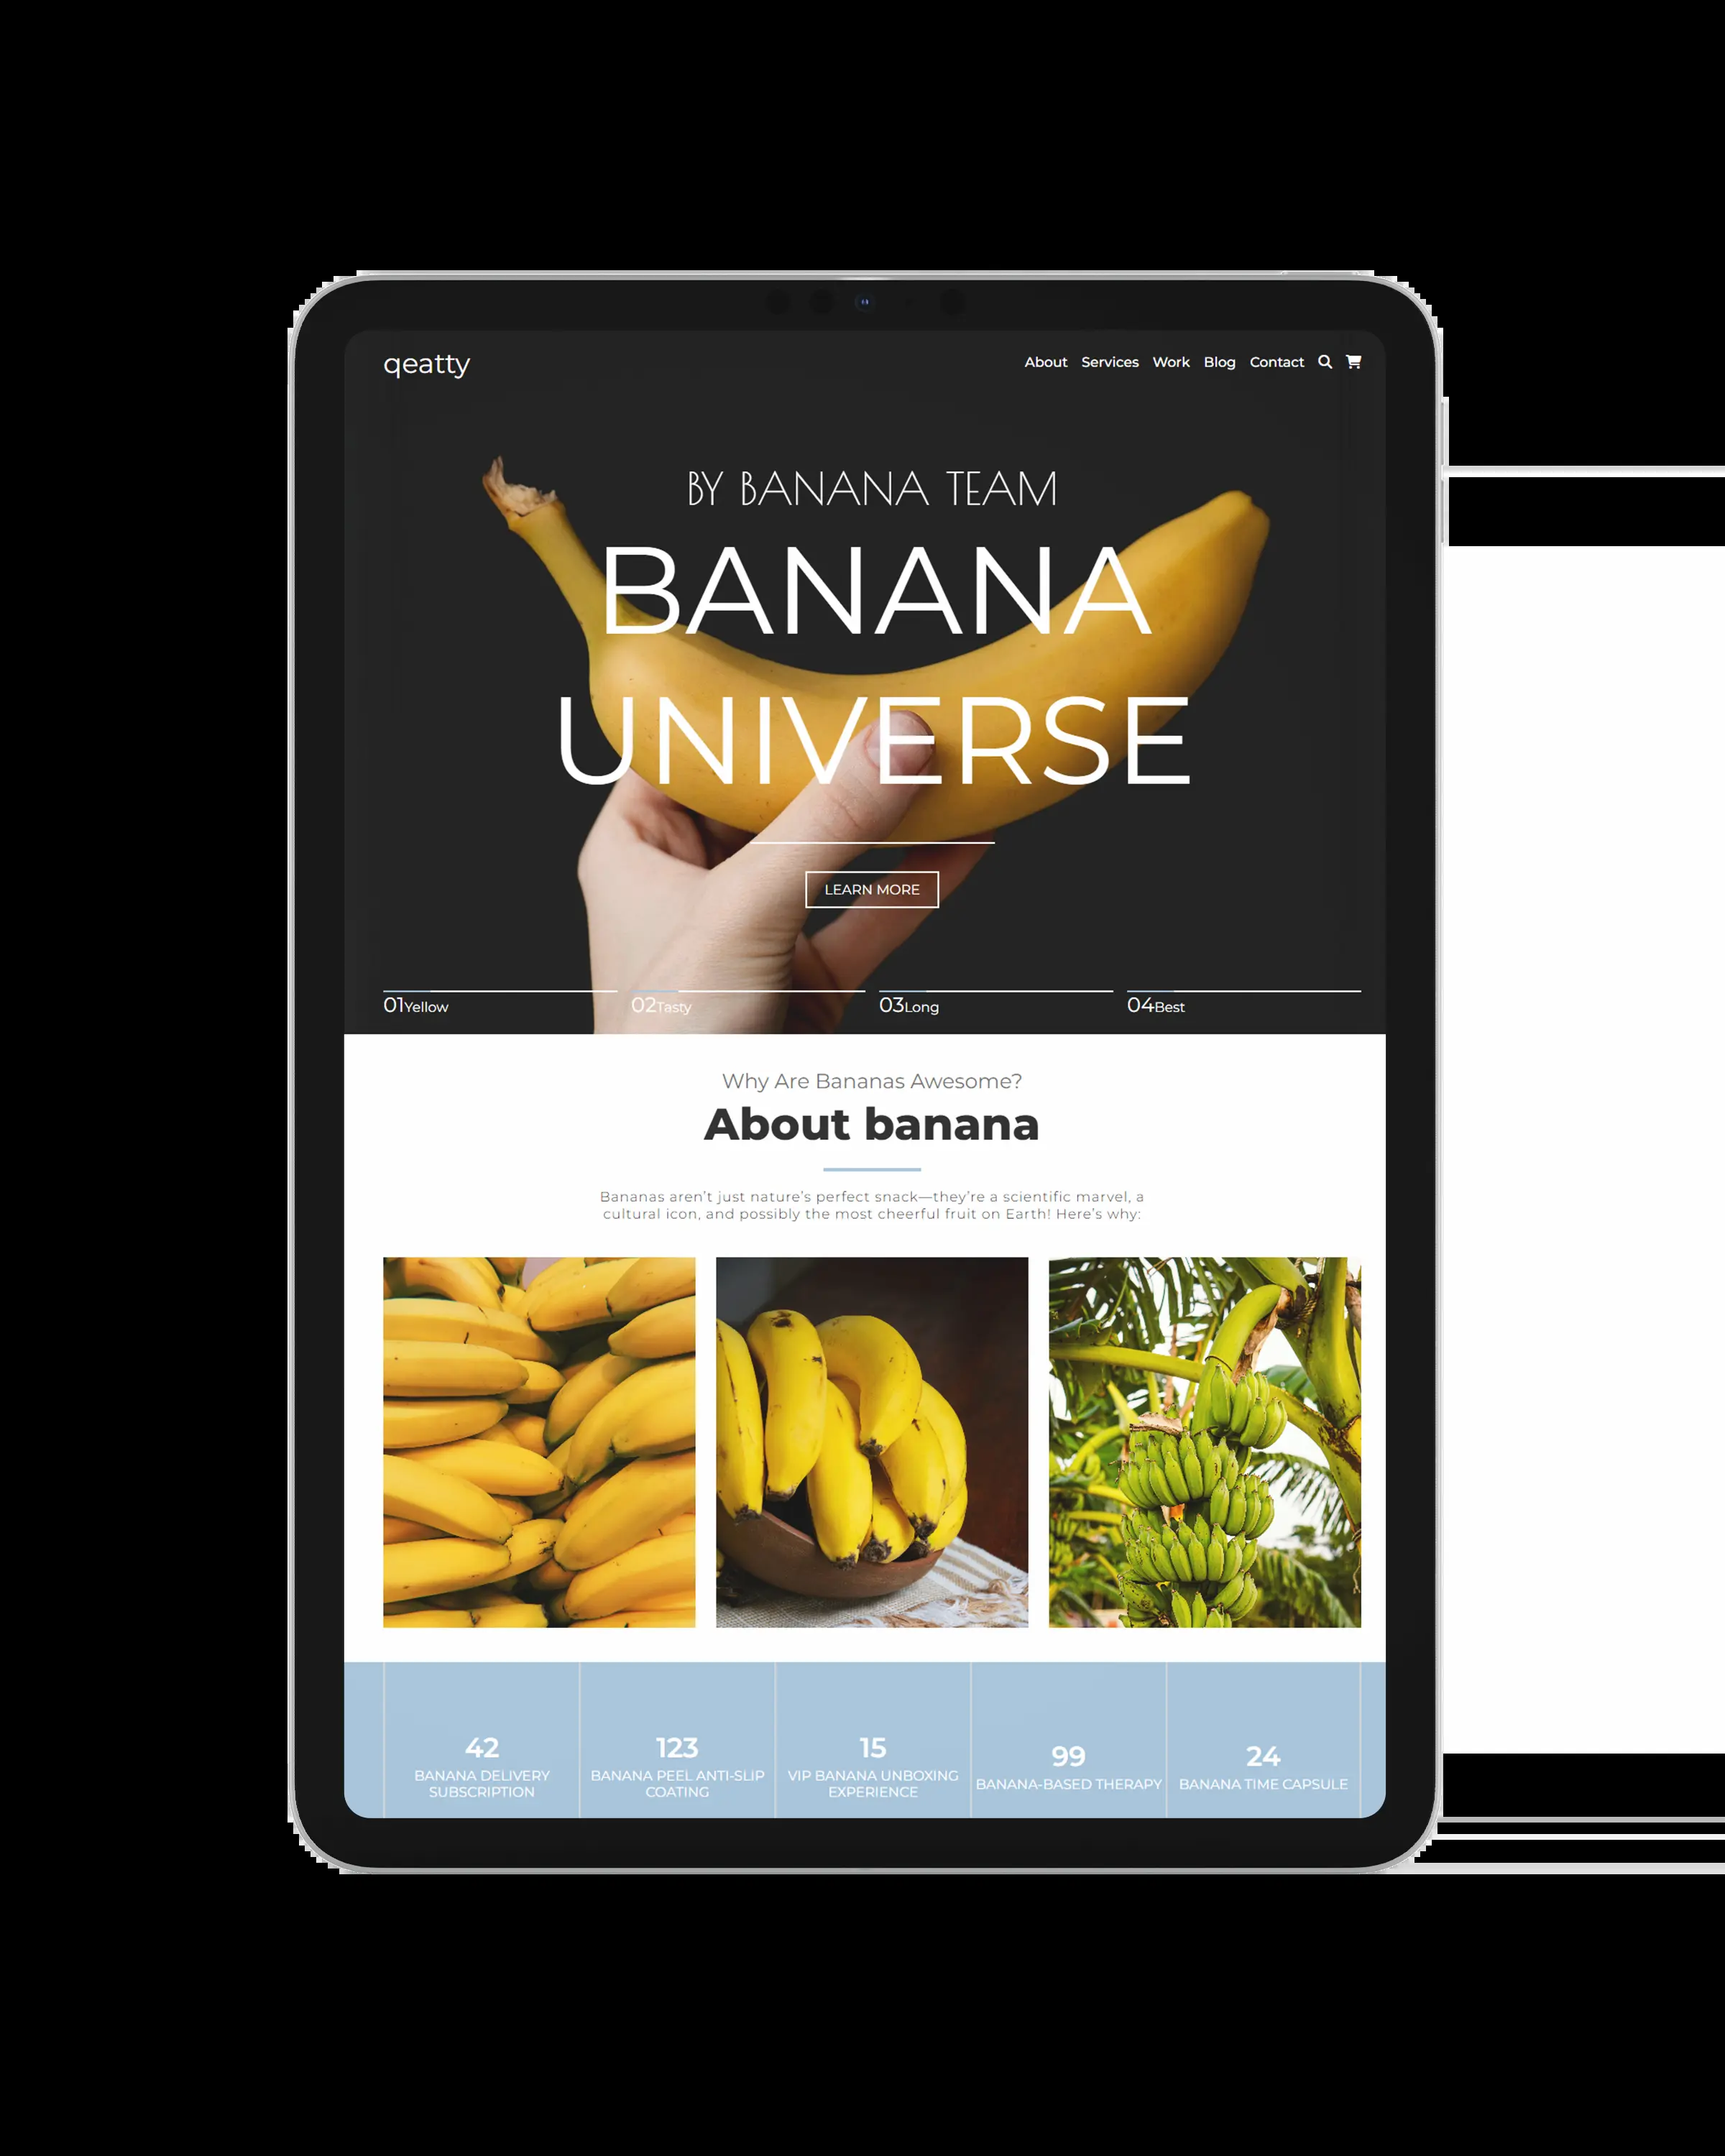 qeatty
About Services Work Blog Contact
BY BANANA TEAM
BANANA
UNIVERSE
LEARN MORE
01Yellow
02Tasty
03Long
04Best
Why Are Bananas Awesome?
About banana
Bananas aren’t just nature’s perfect snack—they’re a scientific marvel, a
cultural icon, and possibly the most cheerful fruit on Earth! Here’s why:
42
BANANA DELIVERY
SUBSCRIPTION
123
BANANA PEEL ANTI-SLIP
COATING
15
VIP BANANA UNBOXING
EXPERIENCE
99
BANANA-BASED THERAPY
24
BANANA TIME CAPSULE